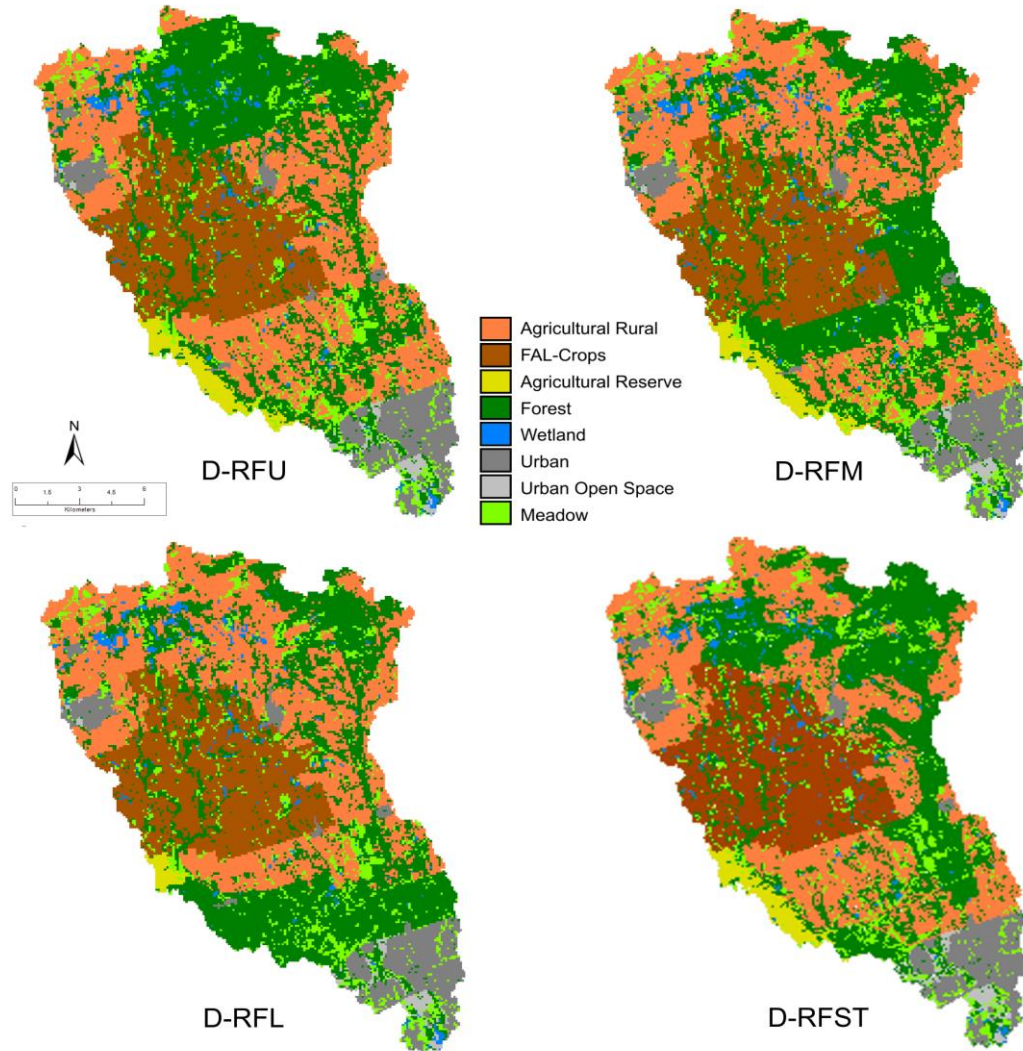 Agricultural Rural
FAL-Crops
Agricultural Reserve
Forest
Wetland
Urban
Urban Open Space
Meadow
N
0 1.5 3 4.5 6
Kilometers
D-RFU
D-RFM
D-RFL
D-RFST